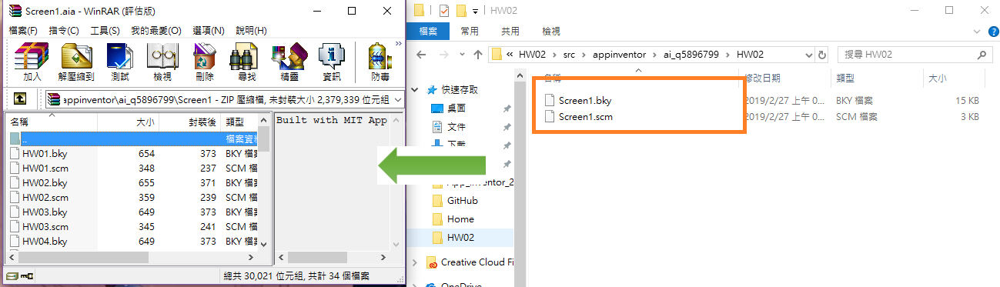 Screen1.aia - WinRAR (評估版)
檔案(F) 指令(C) 工具(S) 我的最愛(O) 選項(N) 說明(H)
加入 解壓縮到 測試 檢視 刪除 尋找 精靈 資訊 防毒
appinventor\ai_q5896799\Screen1 - ZIP 壓縮檔, 未封裝大小 2,379,339 位元組
名稱 大小 封裝後 類型
.. 檔案資料
HW01.bky 654 373 BKY 檔案
HW01.scm 348 237 SCM 檔
HW02.bky 655 371 BKY 檔案
HW02.scm 359 239 SCM 檔
HW03.bky 649 373 BKY 檔案
HW03.scm 345 241 SCM 檔
HW04.bky 649 373 BKY 檔案
Built with MIT App
總共 30,021 位元組, 共計 34 個檔案
HW02
檔案 常用 共用 檢視
« HW02 › src › appinventor › ai_q5896799 › HW02
搜尋 HW02
快速存取
桌面
文件
下載
App_inventor_2
GitHub
Home
HW02
Creative Cloud Fi
OneDrive
名稱 修改日期 類型 大小
Screen1.bky 2019/2/27 上午 0... BKY 檔案 15 KB
Screen1.scm 2019/2/27 上午 0... SCM 檔案 3 KB